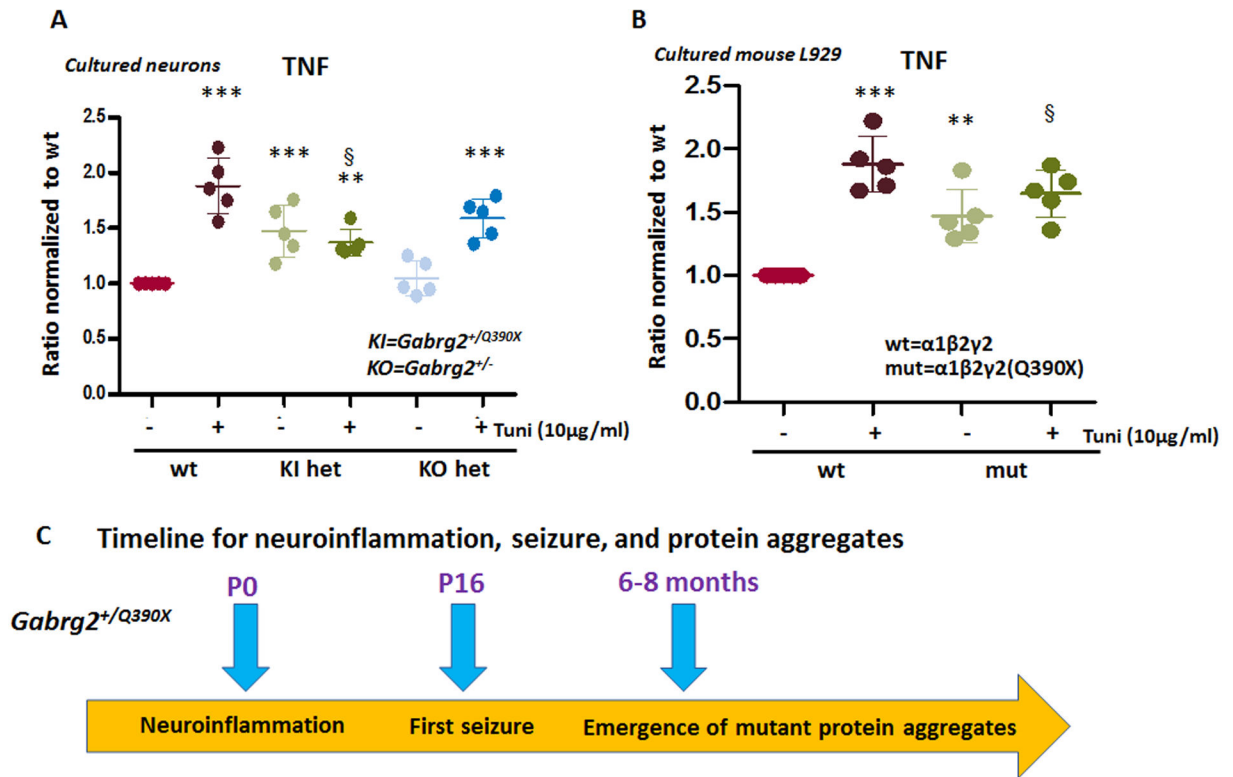 A
Cultured neurons
TNF
***
***
§
**
***
Ratio normalized to wt
2.5
2.0
1.5
1.0
0.5
0.0
KI=Gabrg2+/Q390X
KO=Gabrg2+/-
- + - + - + Tuni (10μg/ml)
wt KI het KO het
B
Cultured mouse L929
TNF
***
**
§
Ratio normalized to wt
2.5
2.0
1.5
1.0
0.5
0.0
wt=α1β2γ2
mut=α1β2γ2(Q390X)
- + - + Tuni (10μg/ml)
wt mut
C Timeline for neuroinflammation, seizure, and protein aggregates
P0 P16 6-8 months
Gabrg2+/Q390X
Neuroinflammation First seizure Emergence of mutant protein aggregates